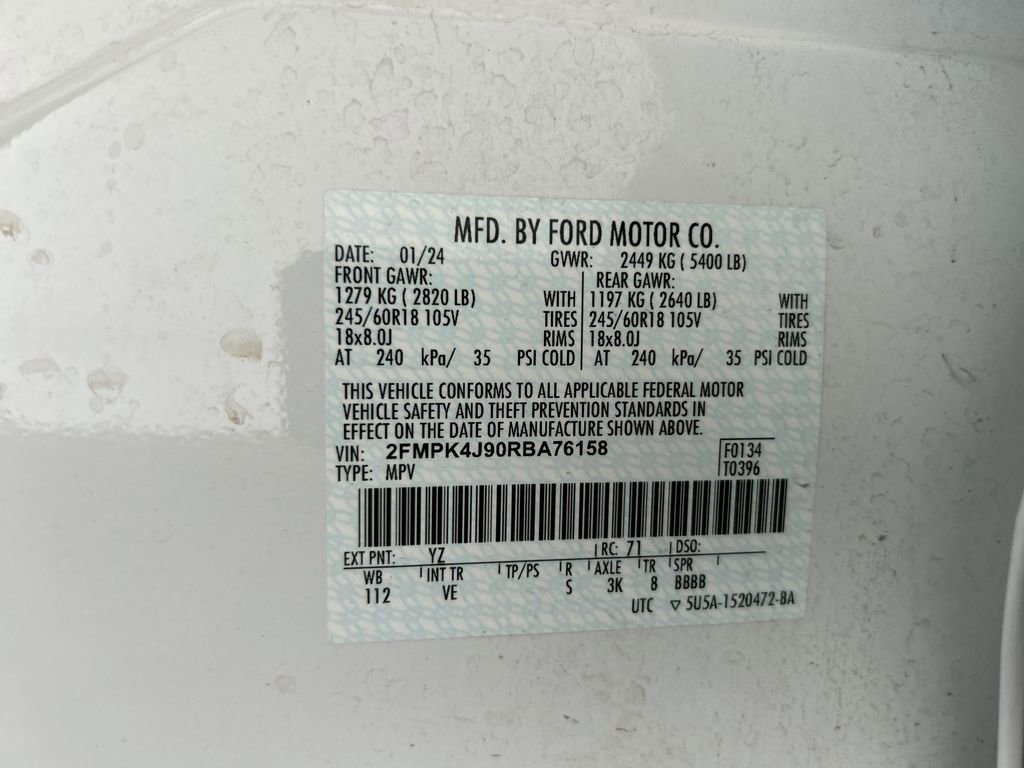 MFD. BY FORD MOTOR CO.
DATE: 01/24 GVWR: 2449 KG ( 5400 LB)
FRONT GAWR: REAR GAWR:
1279 KG ( 2820 LB) WITH 1197 KG ( 2640 LB) WITH
245/60R18 105V TIRES 245/60R18 105V TIRES
18x8.0J RIMS 18x8.0J RIMS
AT 240 kPa/ 35 PSI COLD AT 240 kPa/ 35 PSI COLD
THIS VEHICLE CONFORMS TO ALL APPLICABLE FEDERAL MOTOR
VEHICLE SAFETY AND THEFT PREVENTION STANDARDS IN
EFFECT ON THE DATE OF MANUFACTURE SHOWN ABOVE.
VIN: 2FMPK4J90RBA76158 F0134
TYPE: MPV T0396
EXT PNT: YZ RC: 71 DSO:
WB INT TR TP/PS R AXLE TR SPR
112 VE S 3K 8 BBBB
UTC ▽ 5U5A-1520472-BA